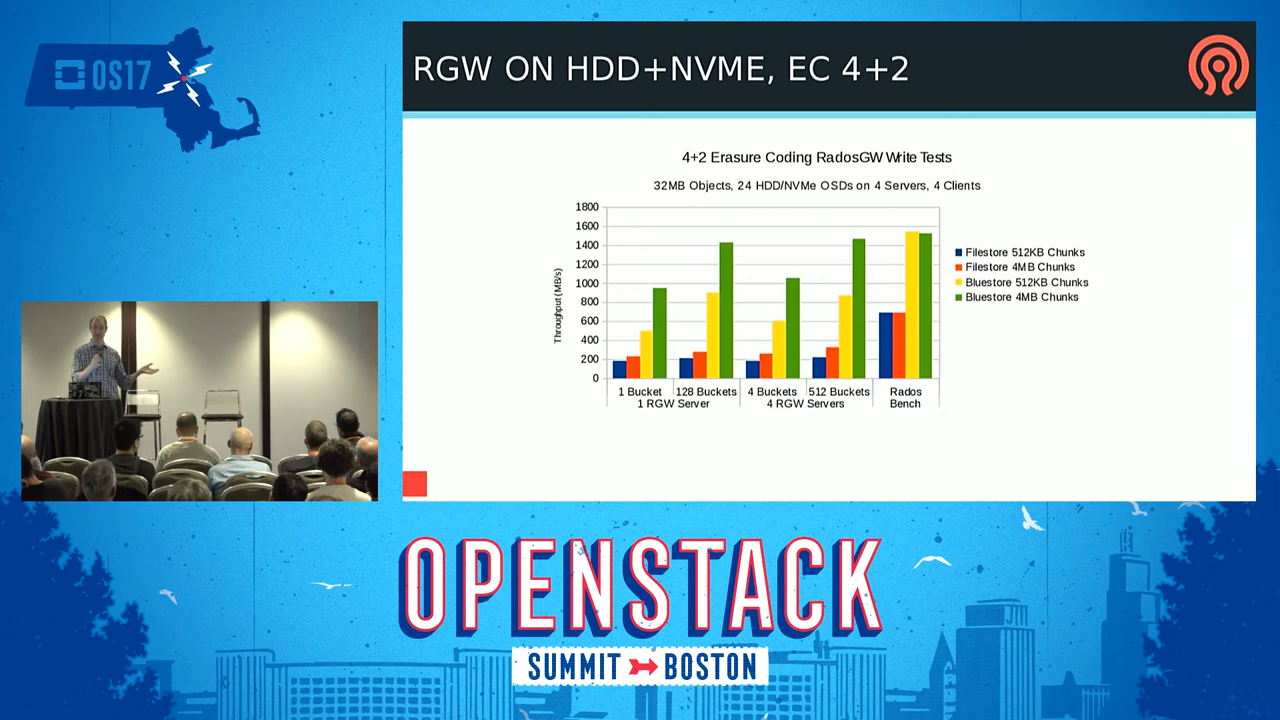 OS17
RGW ON HDD+NVME, EC 4+2
4+2 Erasure Coding RadosGW Write Tests
32MB Objects, 24 HDD/NVMe OSDs on 4 Servers, 4 Clients
Throughput (MB/s)
1800
1600
1400
1200
1000
800
600
400
200
0
Filestore 512KB Chunks
Filestore 4MB Chunks
Bluestore 512KB Chunks
Bluestore 4MB Chunks
1 Bucket 128 Buckets 4 Buckets 512 Buckets Rados
1 RGW Server 4 RGW Servers Bench
OPENSTACK
SUMMIT BOSTON